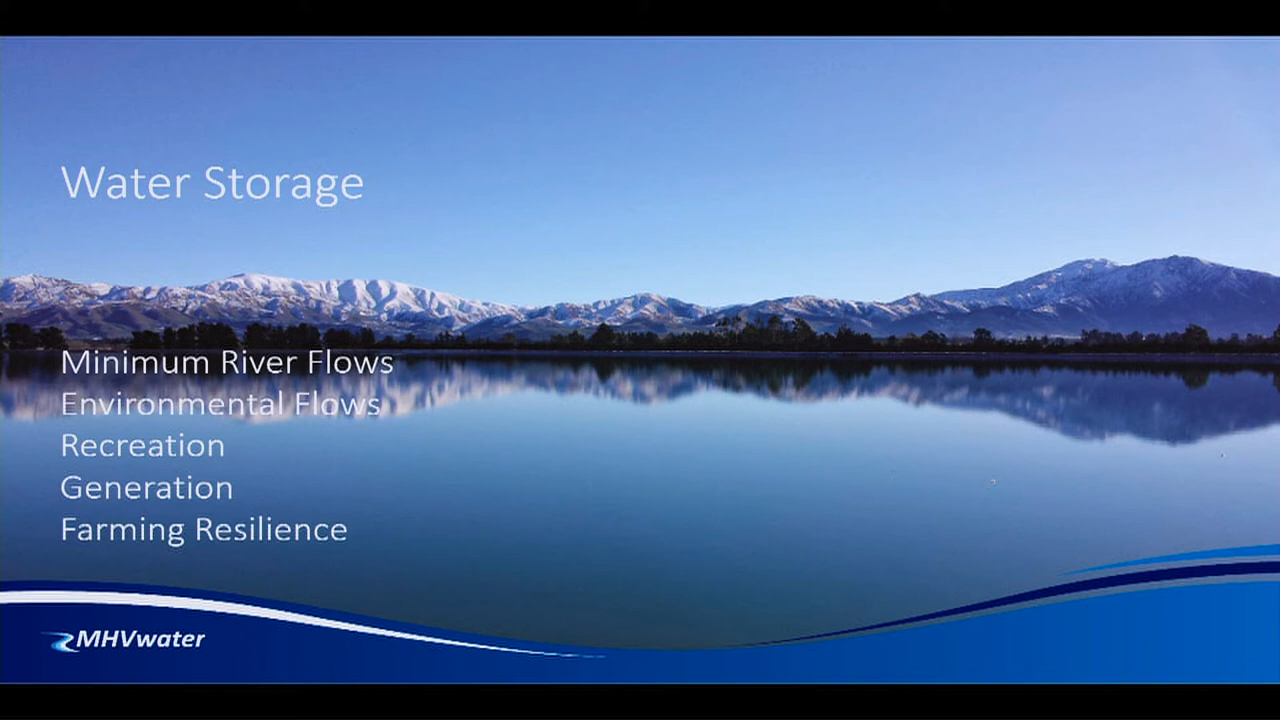 Water Storage
Minimum River Flows
Environmental Flows
Recreation
Generation
Farming Resilience
MHVwater